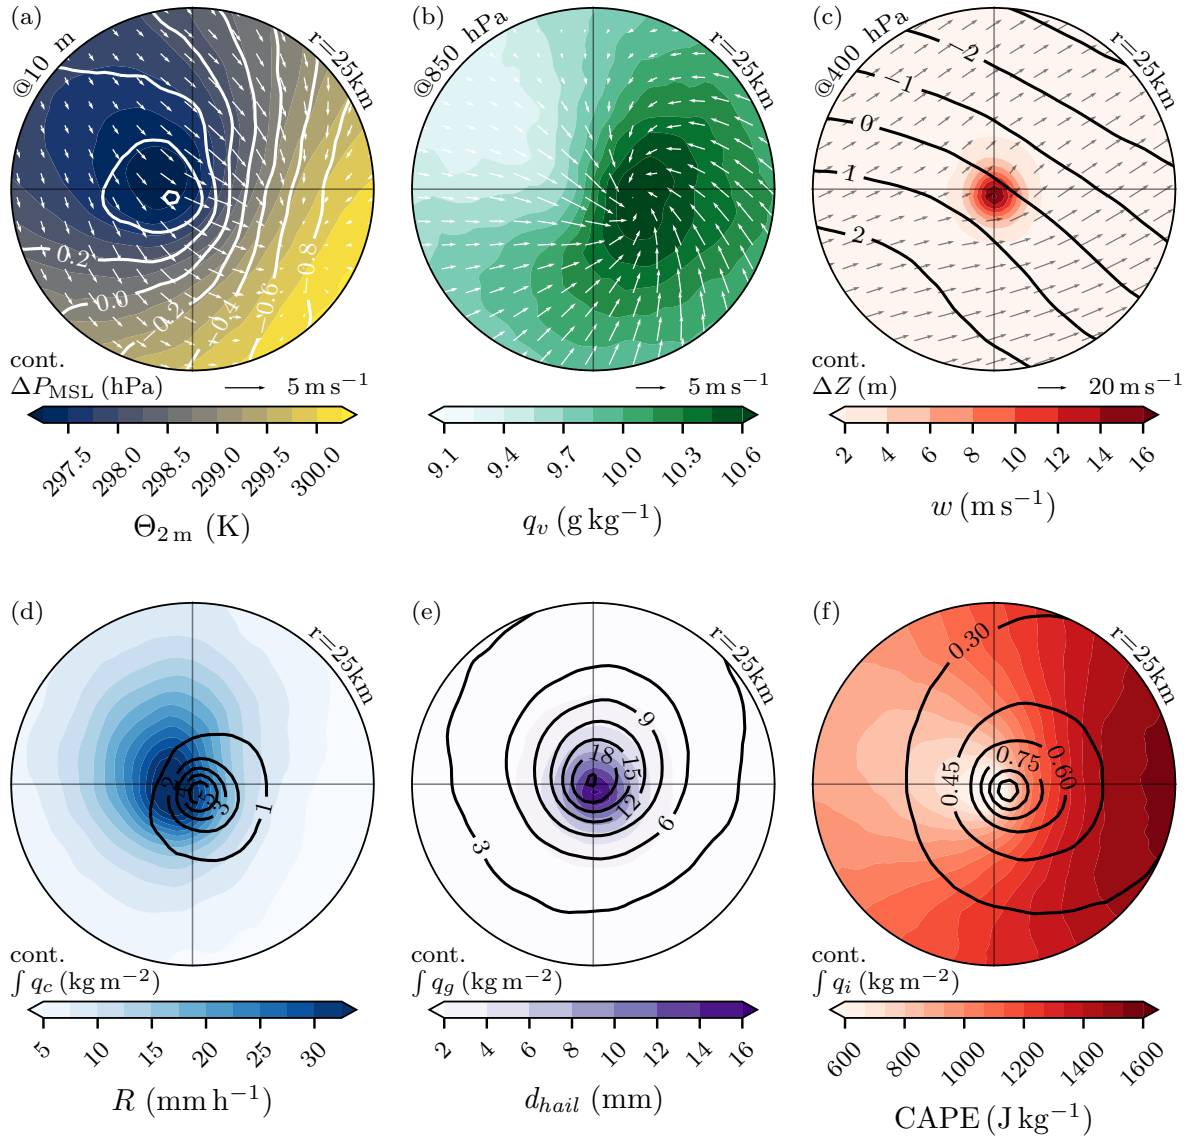 (a)
@10 m
r=25km
0.2
0.0
−0.2
−0.4
−0.6
−0.8
cont.
ΔP_MSL (hPa)
5 m s⁻¹
297.5 298.0 298.5 299.0 299.5 300.0
Θ₂ ₘ (K)
(b)
@850 hPa
r=25km
5 m s⁻¹
9.1 9.4 9.7 10.0 10.3 10.6
q_v (g kg⁻¹)
(c)
@400 hPa
r=25km
−2
−1
0
1
2
cont.
ΔZ (m)
20 m s⁻¹
2 4 6 8 10 12 14 16
w (m s⁻¹)
(d)
r=25km
1
2
3
5
cont.
∫ q_c (kg m⁻²)
5 10 15 20 25 30
R (mm h⁻¹)
(e)
r=25km
9
18
15
12
6
3
cont.
∫ q_g (kg m⁻²)
2 4 6 8 10 12 14 16
d_hail (mm)
(f)
r=25km
0.30
0.75
0.60
0.45
cont.
∫ q_i (kg m⁻²)
600 800 1000 1200 1400 1600
CAPE (J kg⁻¹)